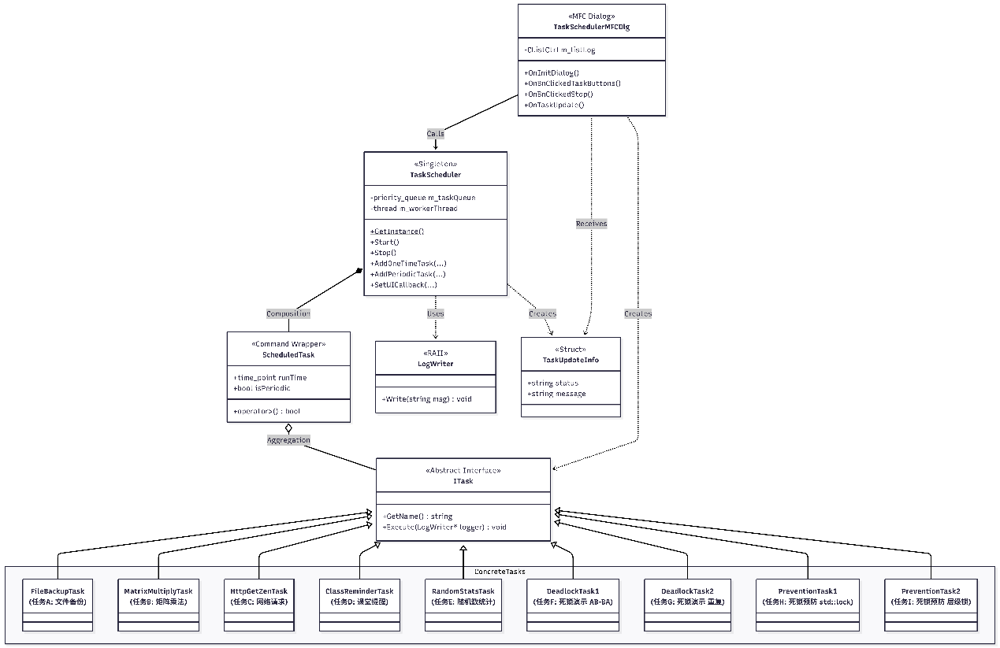 «MFC Dialog»
TaskSchedulerMFCDlg
-CListCtrl m_listLog
+OnInitDialog()
+OnBnClickedTaskButtons()
+OnBnClickedStop()
+OnTaskUpdate()
Calls
«Singleton»
TaskScheduler
-priority_queue m_taskQueue
-thread m_workerThread
+GetInstance()
+Start()
+Stop()
+AddOneTimeTask(...)
+AddPeriodicTask(...)
+SetUICallback(...)
Receives
Composition
Uses
Creates
Creates
«Command Wrapper»
ScheduledTask
+time_point runTime
+bool isPeriodic
+operator>() : bool
«RAII»
LogWriter
+Write(string msg) : void
«Struct»
TaskUpdateInfo
+string status
+string message
Aggregation
«Abstract Interface»
ITask
+GetName() : string
+Execute(LogWriter* logger) : void
ConcreteTasks
FileBackupTask
(任务A: 文件备份)
MatrixMultiplyTask
(任务B: 矩阵乘法)
HttpGetZenTask
(任务C: 网络请求)
ClassReminderTask
(任务D: 课堂提醒)
RandomStatsTask
(任务E: 随机数统计)
DeadlockTask1
(任务F: 死锁演示 AB-BA)
DeadlockTask2
(任务G: 死锁演示 重复)
PreventionTask1
(任务H: 死锁预防 std::lock)
PreventionTask2
(任务I: 死锁预防 层级锁)